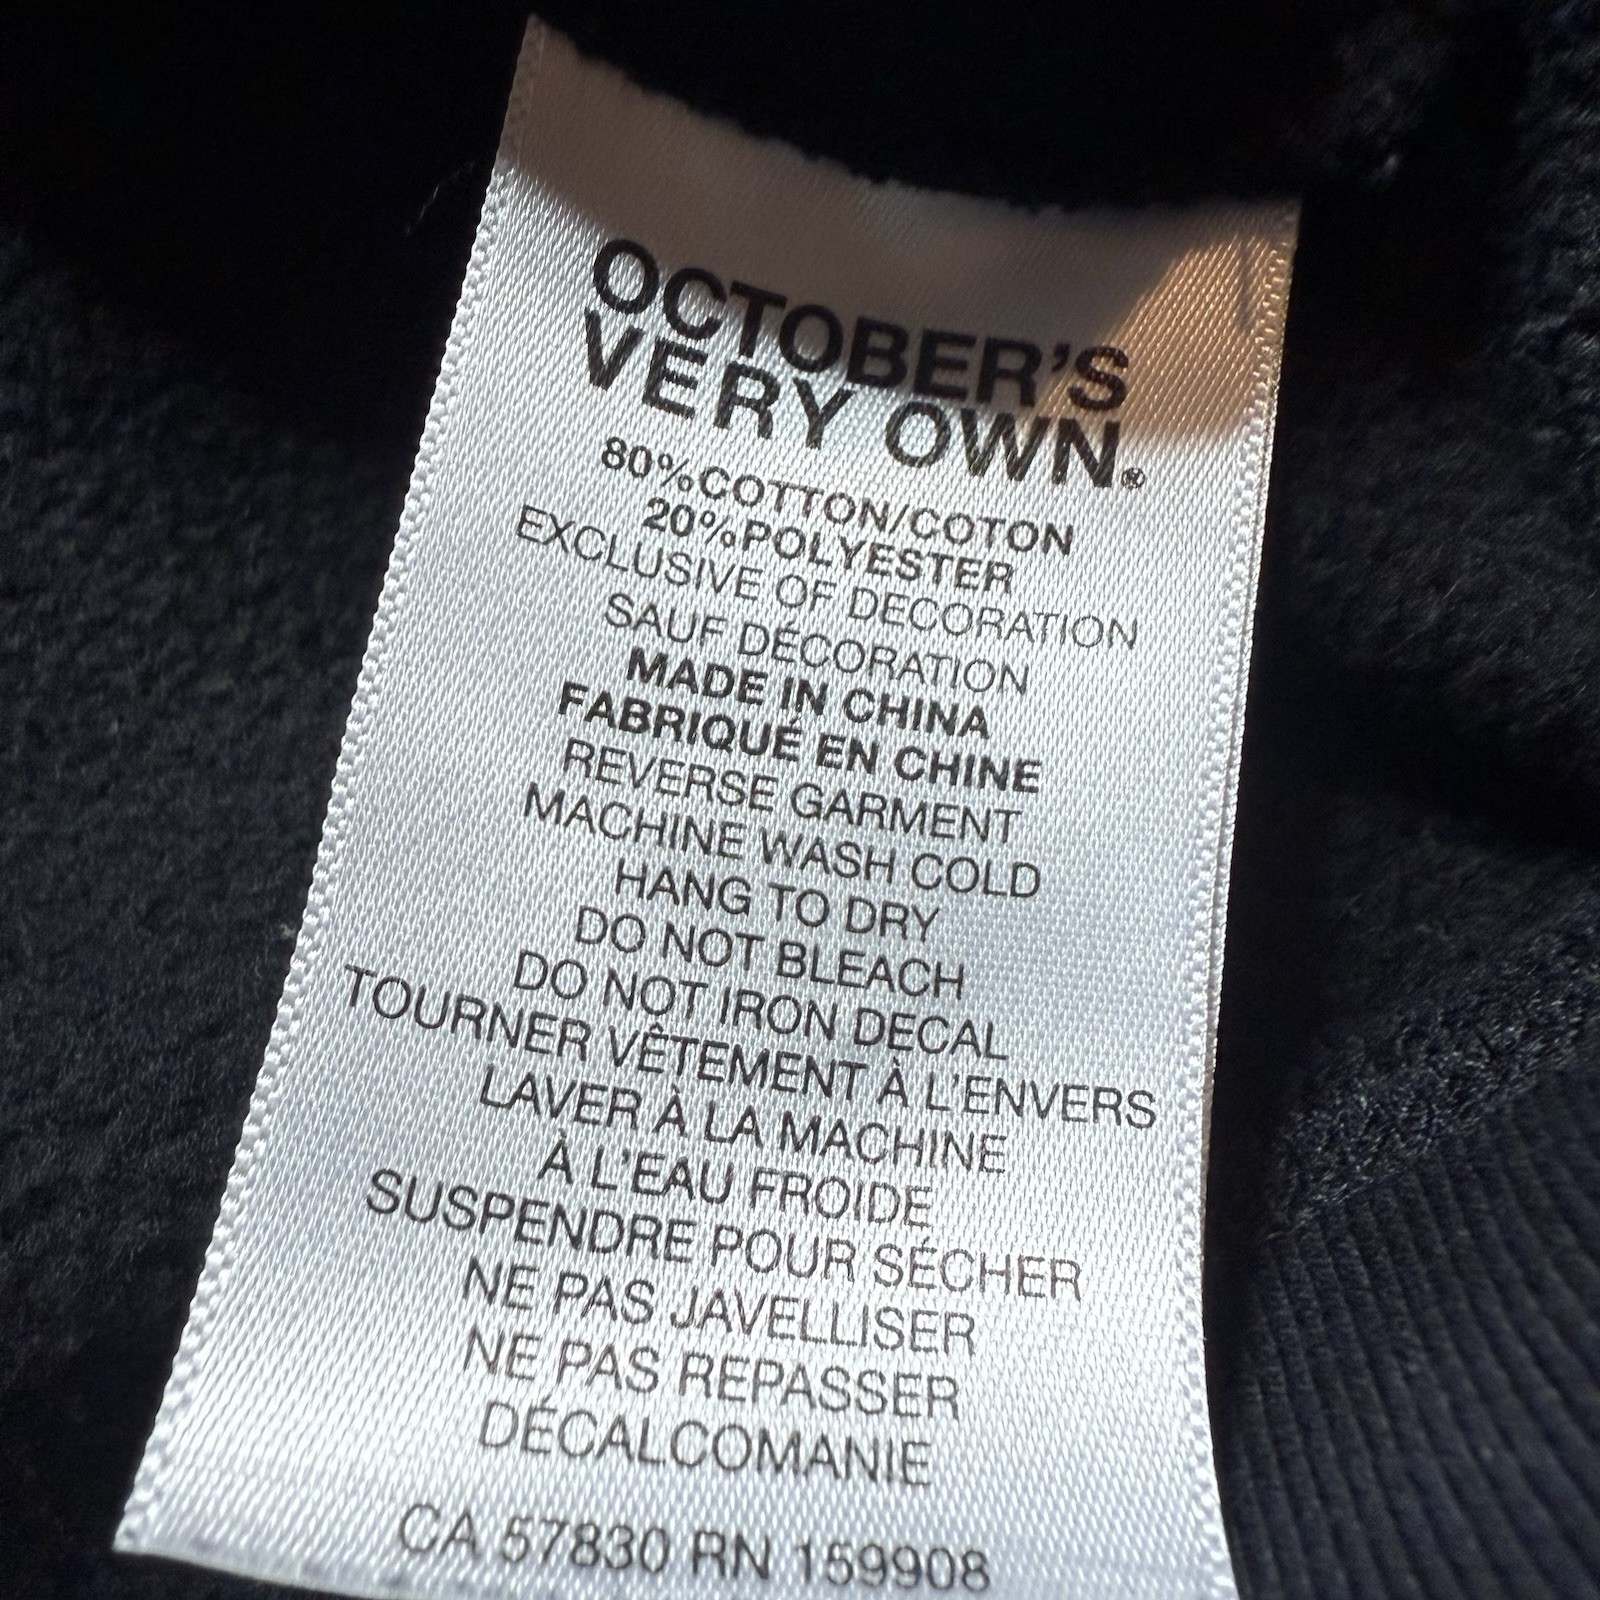 OCTOBER'S
VERY OWN®
80%COTTON/COTON
20%POLYESTER
EXCLUSIVE OF DECORATION
SAUF DÉCORATION
MADE IN CHINA
FABRIQUÉ EN CHINE
REVERSE GARMENT
MACHINE WASH COLD
HANG TO DRY
DO NOT BLEACH
DO NOT IRON DECAL
TOURNER VÊTEMENT À L'ENVERS
LAVER À LA MACHINE
À L'EAU FROIDE
SUSPENDRE POUR SÉCHER
NE PAS JAVELLISER
NE PAS REPASSER
DÉCALCOMANIE
CA 57830 RN 159908